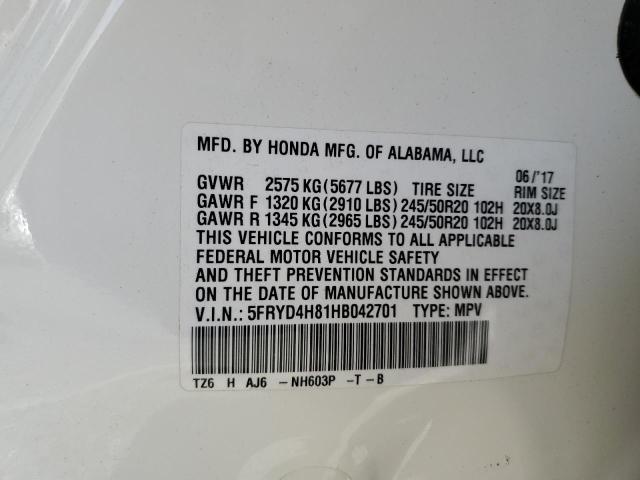 MFD. BY HONDA MFG. OF ALABAMA, LLC
06/'17
GVWR 2575 KG(5677 LBS) TIRE SIZE RIM SIZE
GAWR F 1320 KG(2910 LBS)245/50R20 102H 20X8.0J
GAWR R 1345 KG(2965 LBS)245/50R20 102H 20X8.0J
THIS VEHICLE CONFORMS TO ALL APPLICABLE
FEDERAL MOTOR VEHICLE SAFETY
AND THEFT PREVENTION STANDARDS IN EFFECT
ON THE DATE OF MANUFACTURE SHOWN ABOVE.
V.I.N.: 5FRYD4H81HB042701 TYPE: MPV
TZ6 H AJ6 -NH603P -T-B